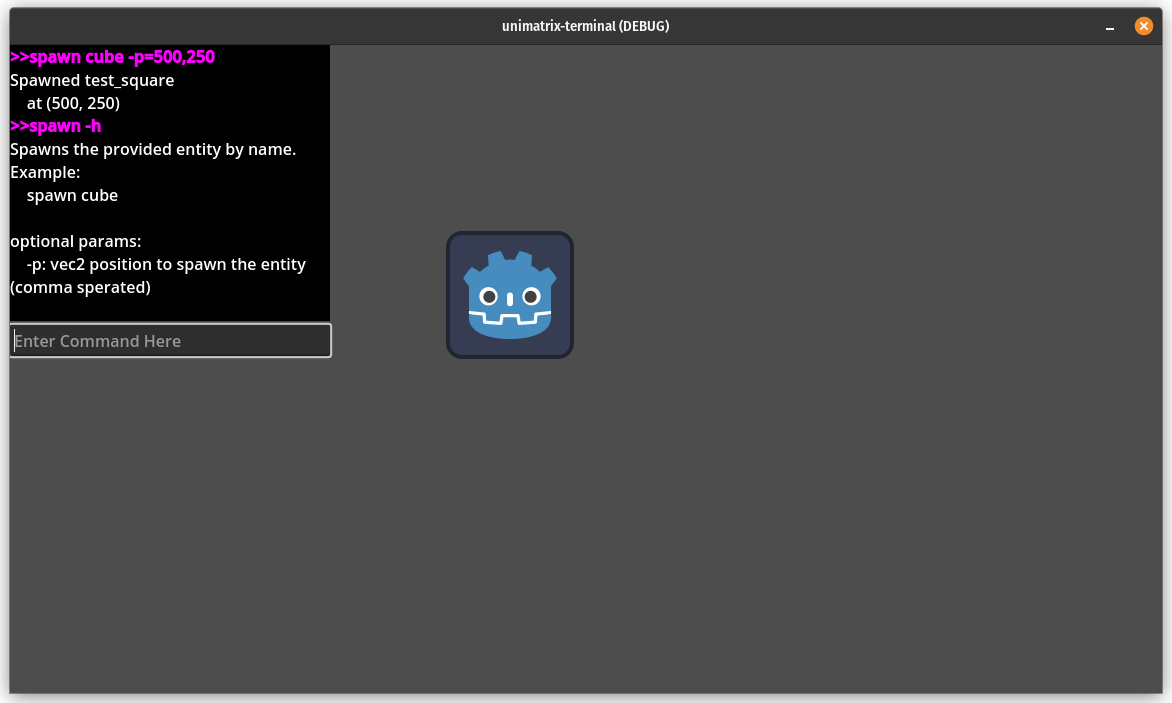 unimatrix-terminal (DEBUG)
>>spawn cube -p=500,250
Spawned test_square
at (500, 250)
>>spawn -h
Spawns the provided entity by name.
Example:
spawn cube
optional params:
-p: vec2 position to spawn the entity
(comma sperated)
Enter Command Here